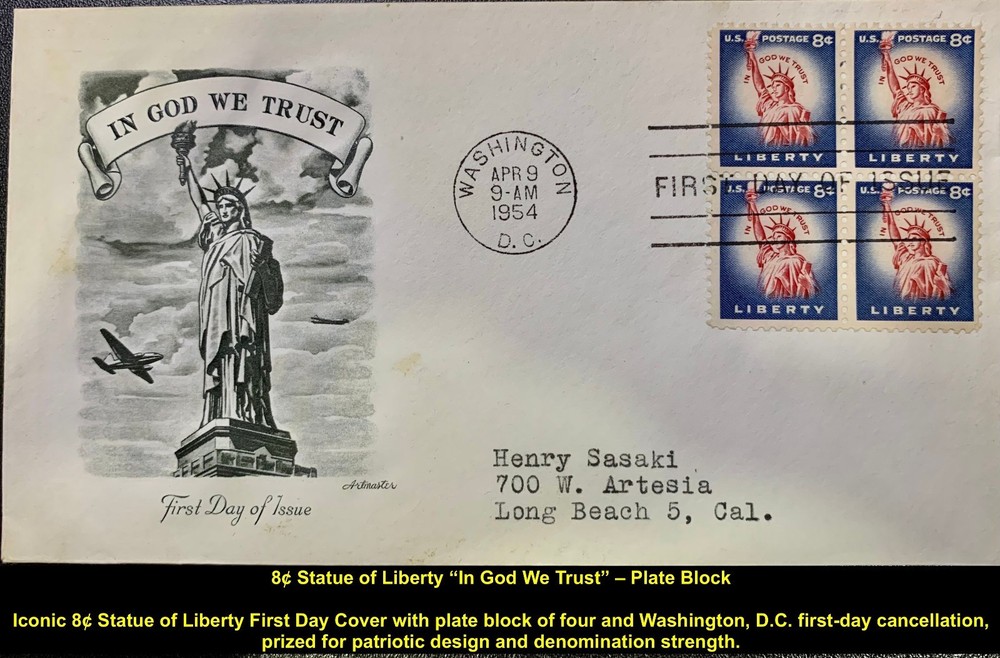 IN GOD WE TRUST
Artmaster
First Day of Issue
WASHINGTON
APR 9
9-AM
1954
D. C.
U.S. POSTAGE 8¢
IN GOD WE TRUST
LIBERTY
U.S. POSTAGE 8¢
IN GOD WE TRUST
LIBERTY
FIRST DAY OF ISSUE
U.S. POSTAGE 8¢
IN GOD WE TRUST
LIBERTY
U.S. POSTAGE 8¢
IN GOD WE TRUST
LIBERTY
Henry Sasaki
700 W. Artesia
Long Beach 5, Cal.
8¢ Statue of Liberty “In God We Trust” – Plate Block
Iconic 8¢ Statue of Liberty First Day Cover with plate block of four and Washington, D.C. first-day cancellation,
prized for patriotic design and denomination strength.